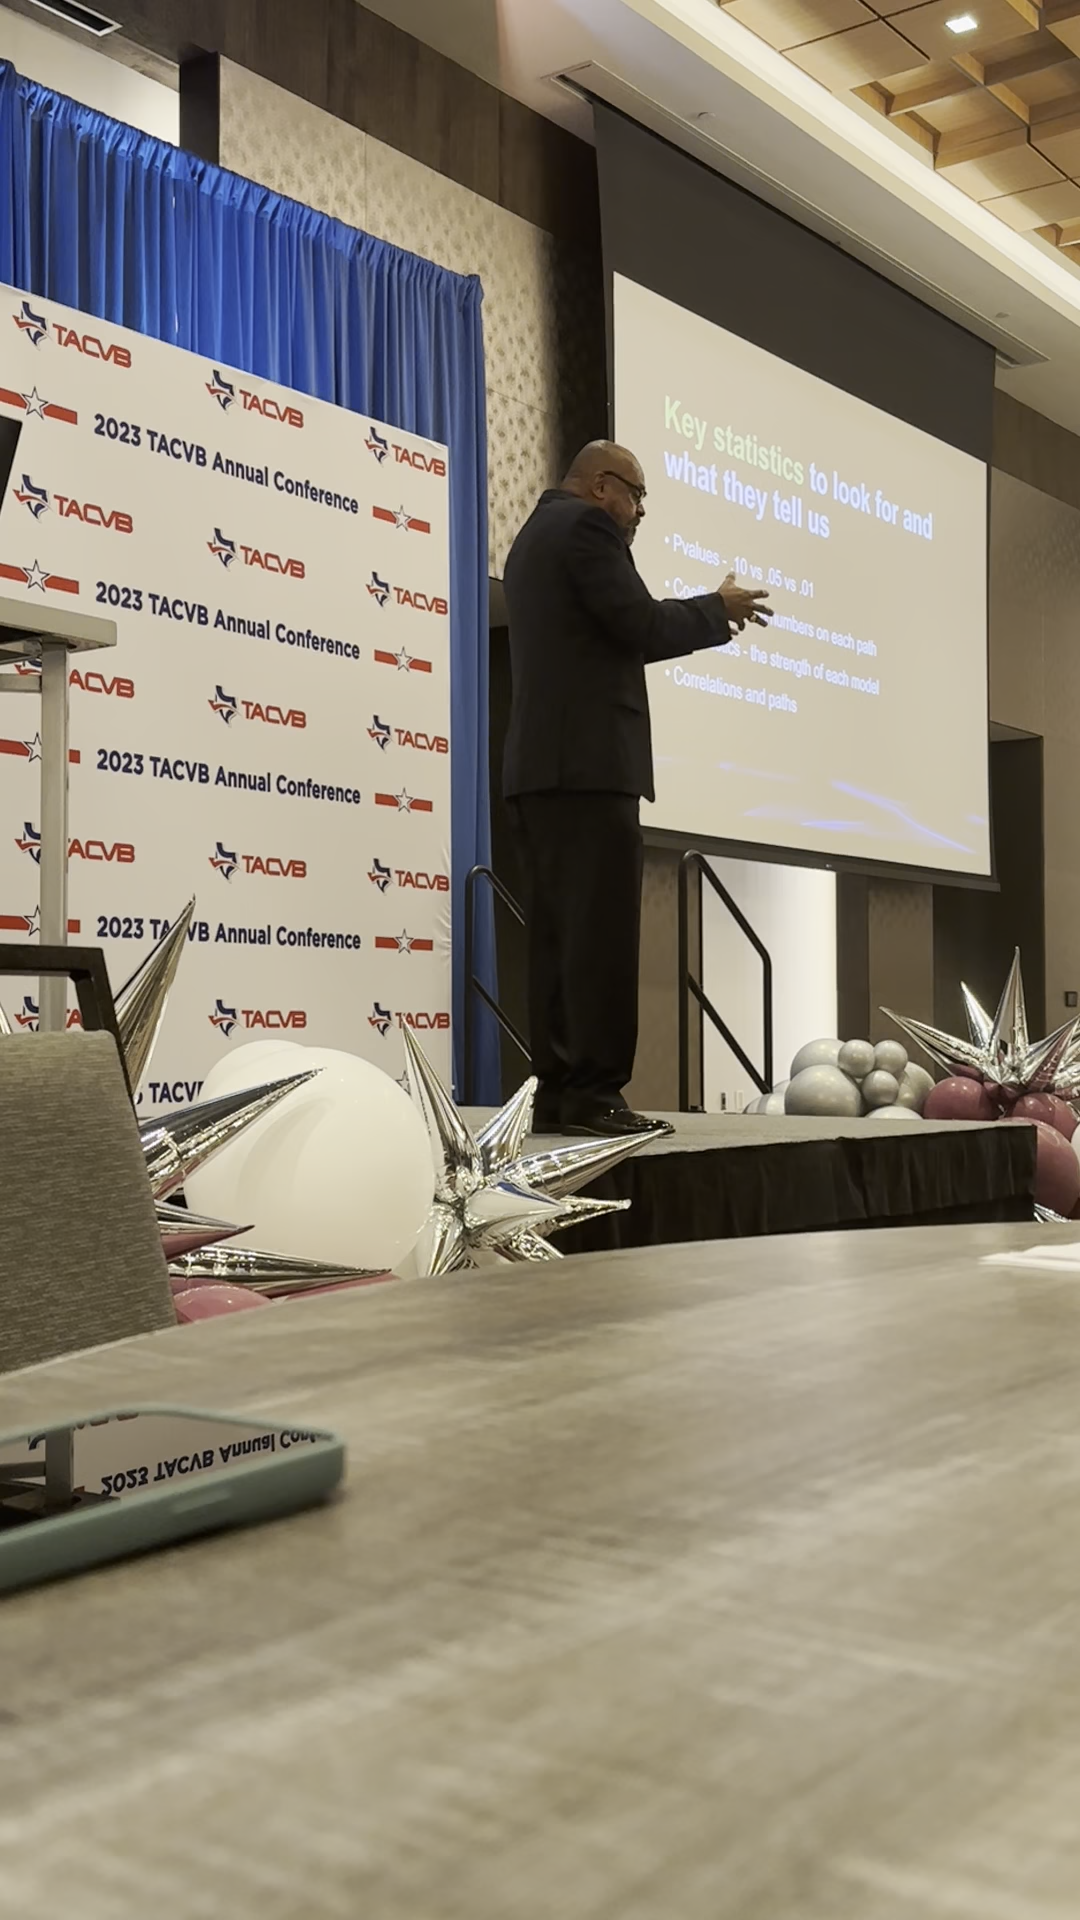 TACVB
TACVB
TACVB
2023 TACVB Annual Conference
TACVB
TACVB
TACVB
2023 TACVB Annual Conference
TACVB
TACVB
TACVB
2023 TACVB Annual Conference
TACVB
TACVB
TACVB
2023 TACVB Annual Conference
TACVB
TACVB
TACV
2023 TACVB Annual
Key statistics to look for and
what they tell us
• Pvalues - .10 vs .05 vs .01
numbers on each path
- the strength of each model
• Correlations and paths